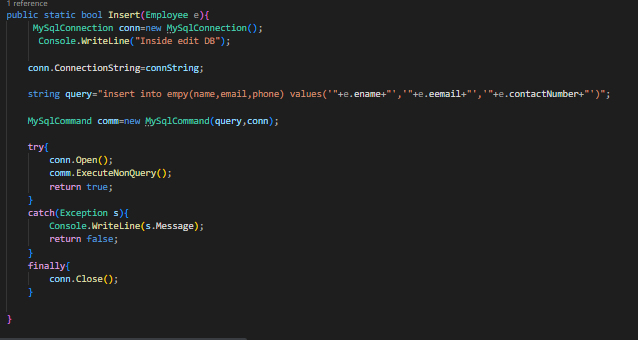 1 reference
public static bool Insert(Employee e){
MySqlConnection conn=new MySqlConnection();
Console.WriteLine("Inside edit DB");
conn.ConnectionString=connString;
string query="insert into empy(name,email,phone) values('"+e.ename+"','"+e.eemail+"','"+e.contactNumber+"')";
MySqlCommand comm=new MySqlCommand(query,conn);
try{
conn.Open();
comm.ExecuteNonQuery();
return true;
}
catch(Exception s){
Console.WriteLine(s.Message);
return false;
}
finally{
conn.Close();
}
}